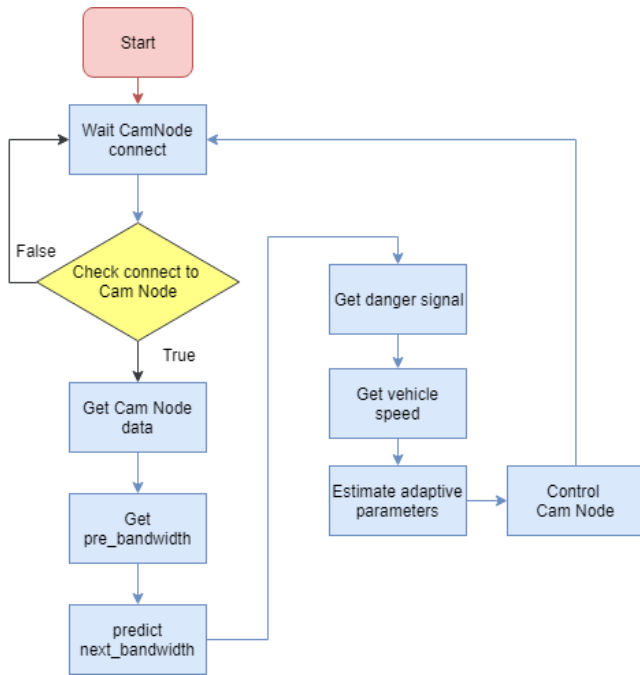 Start
Wait CamNode
connect
False
Check connect to
Cam Node
True
Get Cam Node
data
Get
pre_bandwidth
predict
next_bandwidth
Get danger signal
Get vehicle
speed
Estimate adaptive
parameters
Control
Cam Node